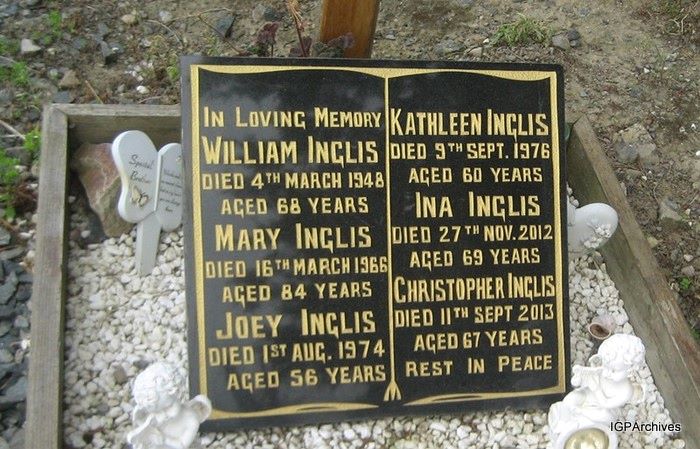 IN LOVING MEMORY
WILLIAM INGLIS
DIED 4TH MARCH 1948
AGED 68 YEARS
MARY INGLIS
DIED 16TH MARCH 1966
AGED 84 YEARS
JOEY INGLIS
DIED 1ST AUG. 1974
AGED 56 YEARS
KATHLEEN INGLIS
DIED 9TH SEPT. 1976
AGED 60 YEARS
INA INGLIS
DIED 27TH NOV. 2012
AGED 69 YEARS
CHRISTOPHER INGLIS
DIED 11TH SEPT 2013
AGED 67 YEARS
REST IN PEACE
Special
Brother
IGPArchives